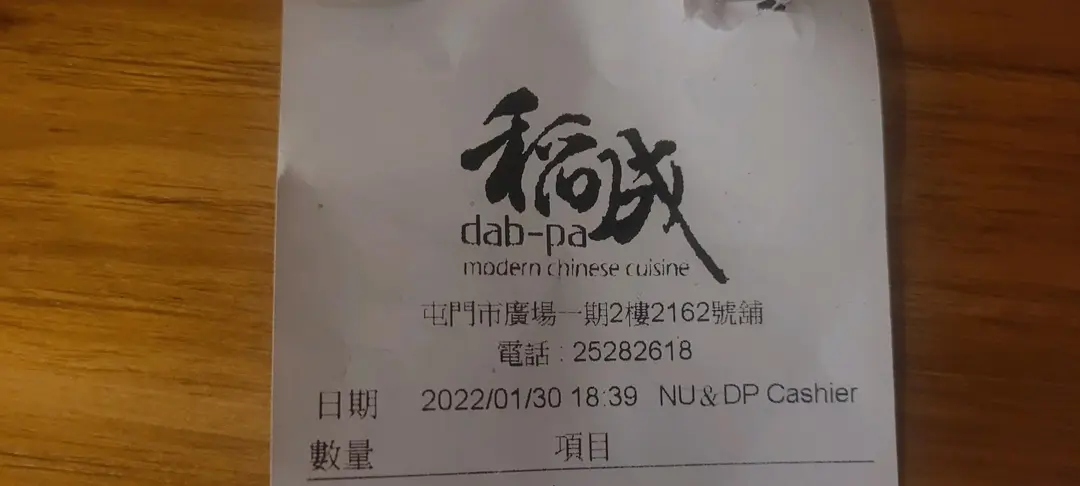 稻成
dab-pa
modern chinese cuisine
屯門市廣場一期2樓2162號舖
電話 : 25282618
日期 2022/01/30 18:39 NU&DP Cashier
數量 項目